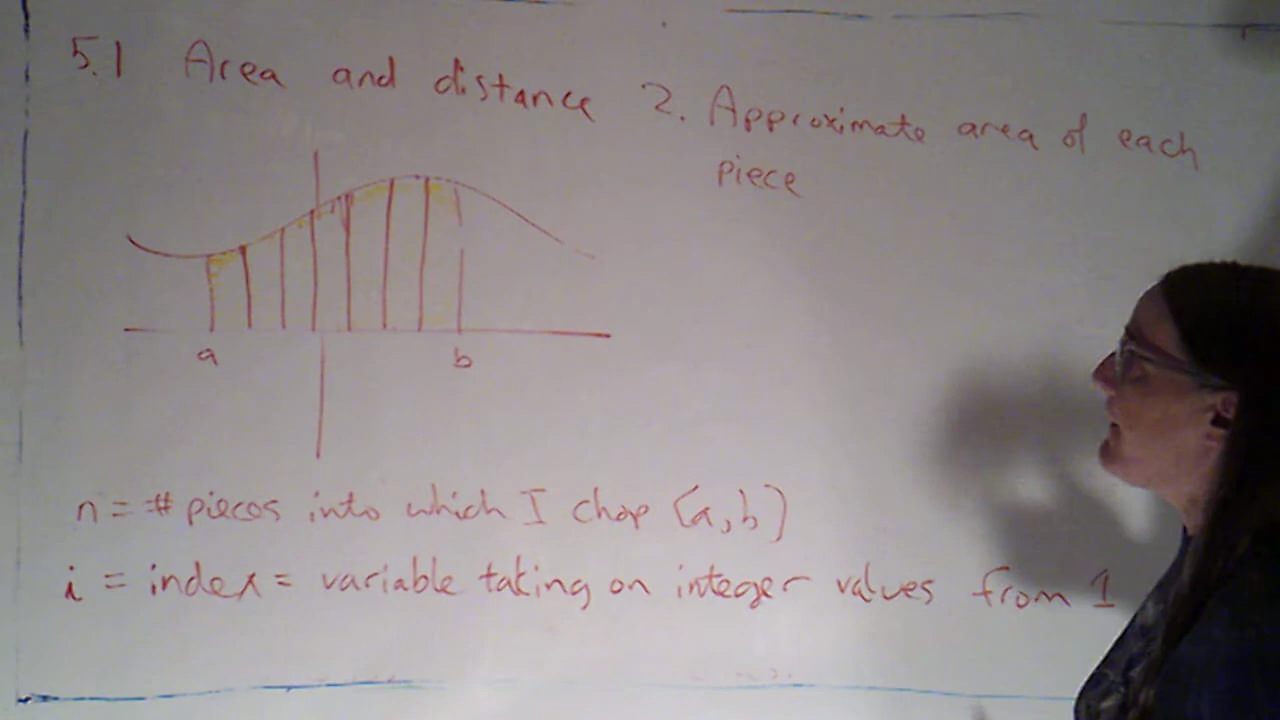 5.1 Area and distance
2. Approximate area of each
piece
a b
n = # pieces into which I chop [a,b]
i = index = variable taking on integer values from 1